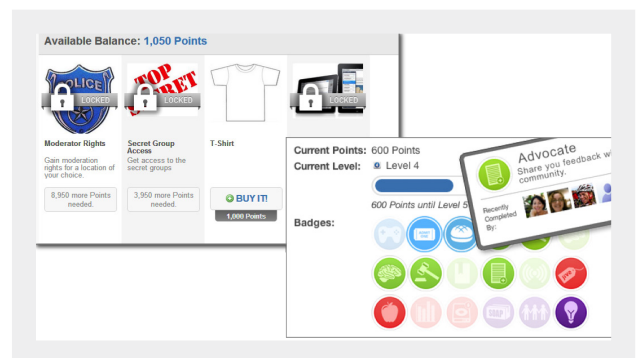 Available Balance: 1,050 Points
POLICE
LOCKED
TOP
SECRET
LOCKED
LOCKED
Moderator Rights
Gain moderation
rights for a location of
your choice.
8,950 more Points
needed.
Secret Group
Access
Get access to the
secret groups
3,950 more Points
needed.
T-Shirt
BUY IT!
1,000 Points
Current Points: 600 Points
Current Level: Level 4
600 Points until Level 5
Badges:
Advocate
Share you feedback
community.
Recently
Completed
By: